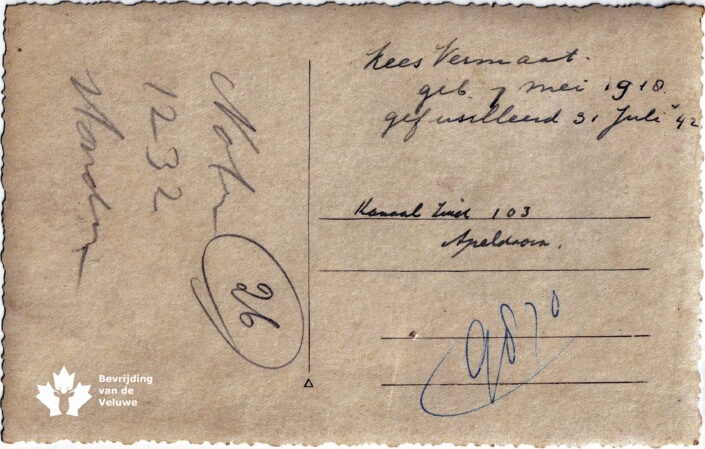 Kees Vermaat.
geb. 7 mei 1918.
gefusilleerd 31 Juli '42
Kanaal Zuid 103
Apeldoorn.
9870
1232
26
Bevrijding
van de
Veluwe